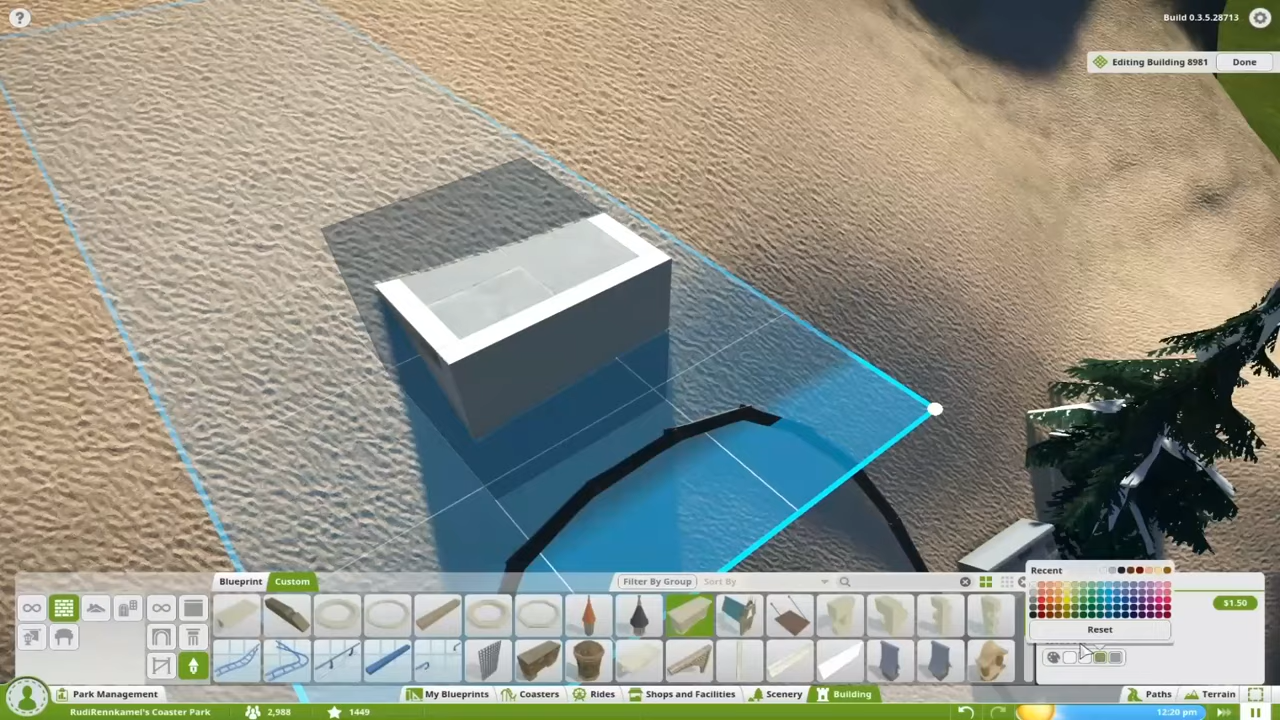 ?
Build 0.3.5.28713
Editing Building 8981
Done
Blueprint
Custom
Filter By Group
Sort By
Recent
Reset
$1.50
Park Management
My Blueprints
Coasters
Rides
Shops and Facilities
Scenery
Building
Paths
Terrain
RudiRennkamel's Coaster Park
2,988
1449
12:20 pm